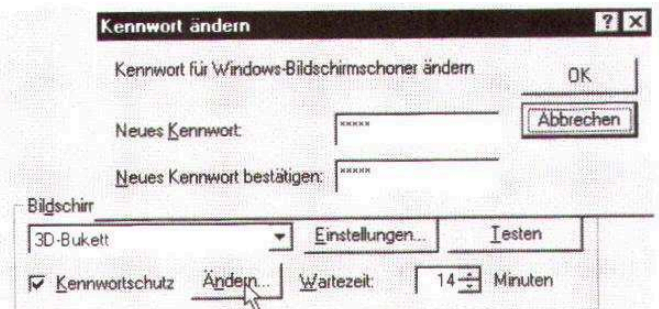 Kennwort ändern
Kennwort für Windows-Bildschirmschoner ändern
OK
Neues Kennwort:
*****
Abbrechen
Neues Kennwort bestätigen:
*****
Bildschirr
3D-Bukett
Einstellungen...
Testen
Kennwortschutz
Ändern...
Wartezeit:
14
Minuten